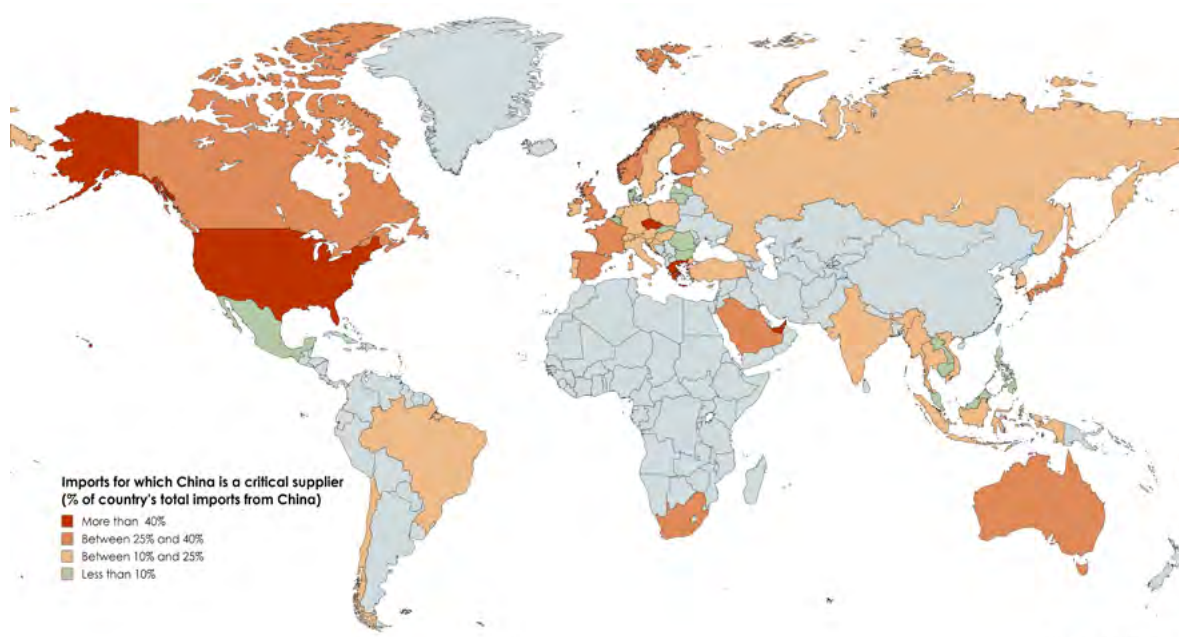 Imports for which China is a critical supplier
(% of country's total imports from China)
More than 40%
Between 25% and 40%
Between 10% and 25%
Less than 10%